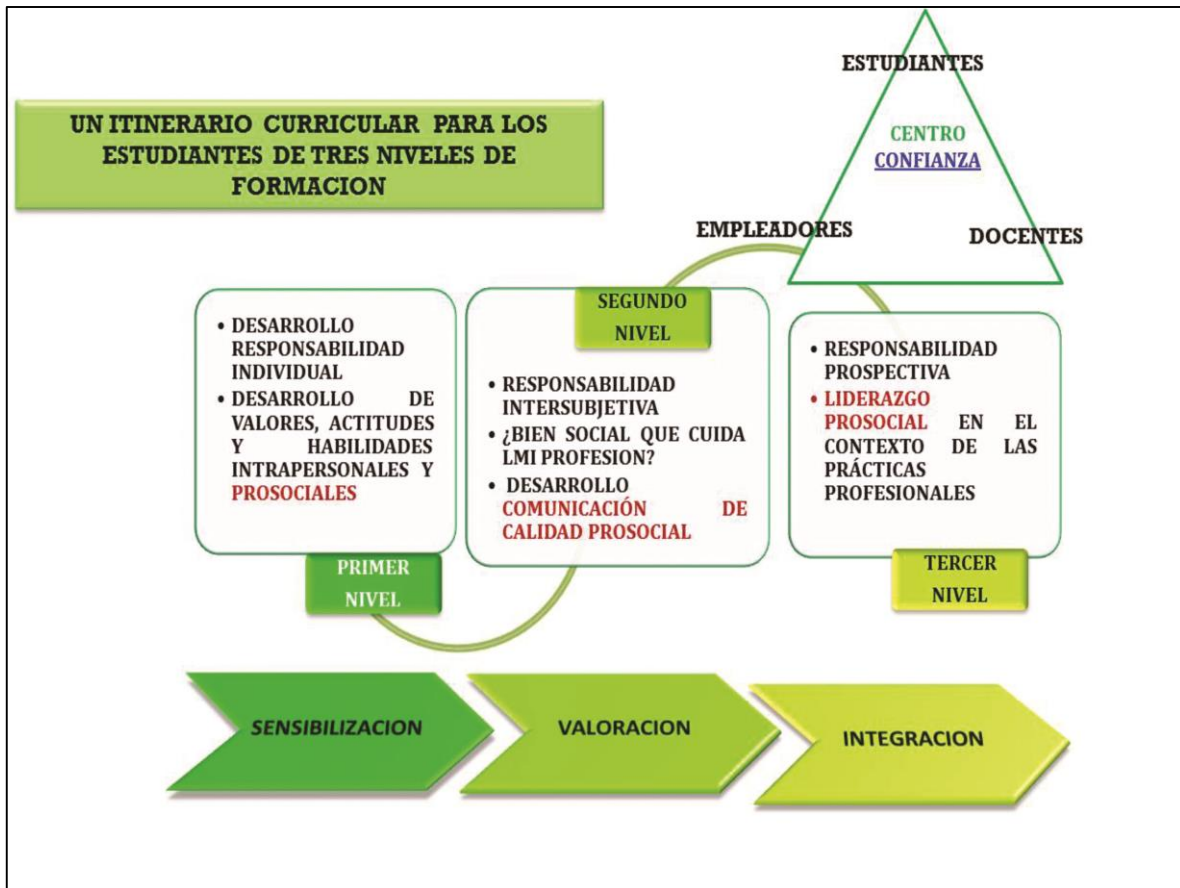 UN ITINERARIO CURRICULAR PARA LOS
ESTUDIANTES DE TRES NIVELES DE
FORMACION
ESTUDIANTES
CENTRO
CONFIANZA
EMPLEADORES
DOCENTES
• DESARROLLO
RESPONSABILIDAD
INDIVIDUAL
• DESARROLLO DE
VALORES, ACTITUDES
Y HABILIDADES
INTRAPERSONALES Y
PROSOCIALES
PRIMER
NIVEL
SEGUNDO
NIVEL
• RESPONSABILIDAD
INTERSUBJETIVA
• ¿BIEN SOCIAL QUE CUIDA
LMI PROFESION?
• DESARROLLO
COMUNICACIÓN DE
CALIDAD PROSOCIAL
• RESPONSABILIDAD
PROSPECTIVA
• LIDERAZGO
PROSOCIAL EN EL
CONTEXTO DE LAS
PRÁCTICAS
PROFESIONALES
TERCER
NIVEL
SENSIBILIZACION
VALORACION
INTEGRACION